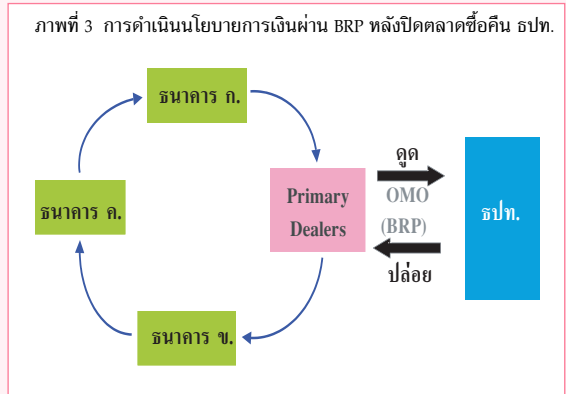 ภาพที่ 3 การดำเนินนโยบายการเงินผ่าน BRP หลังปิดตลาดซื้อคืน ธปท.
ธนาคาร ก.
ดูด
Primary
Dealers
OMO
(BRP)
ธปท.
ธนาคาร ค.
ปล่อย
ธนาคาร ข.